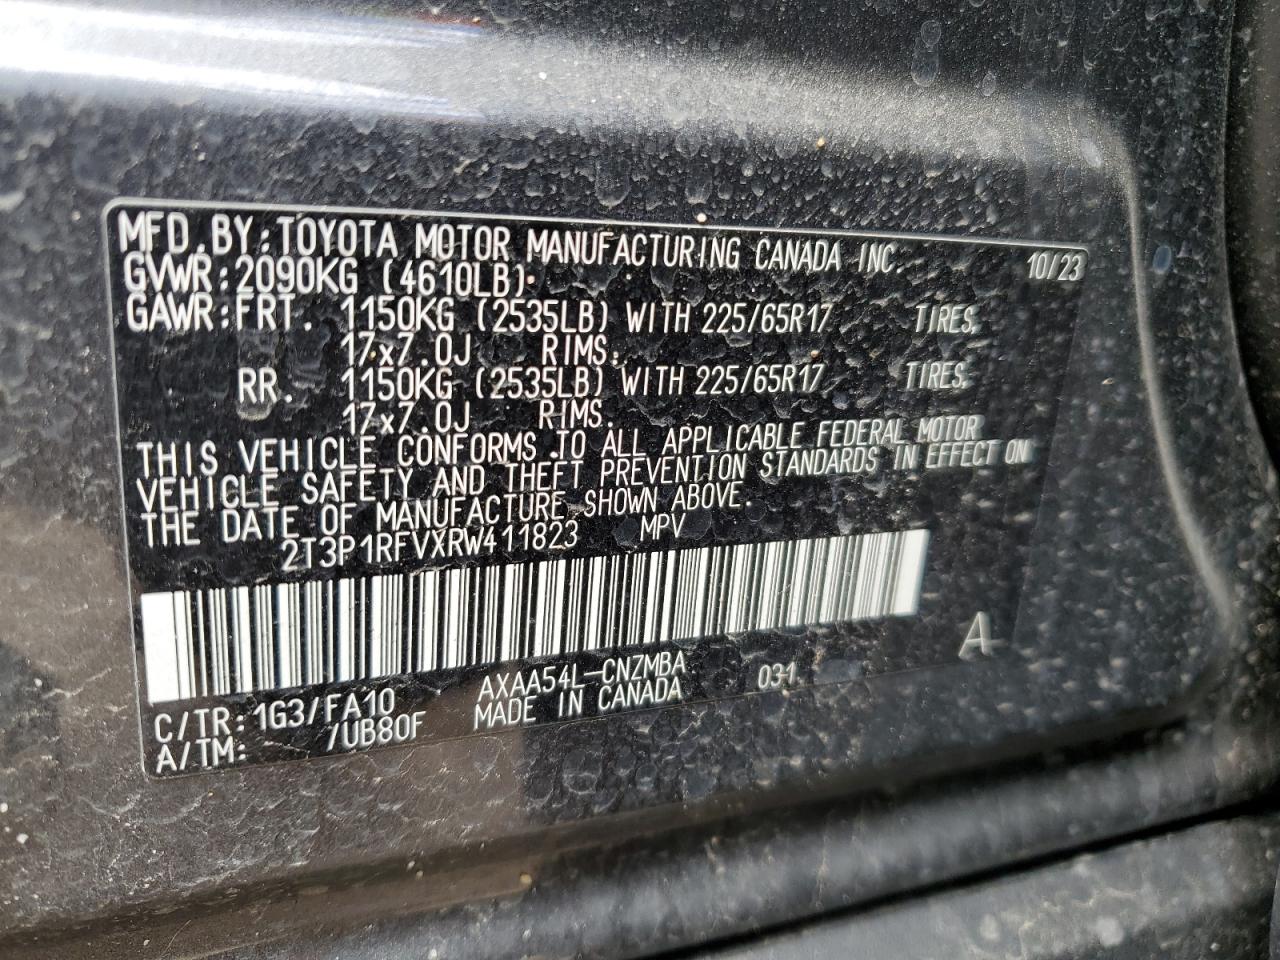 MFD.BY:TOYOTA MOTOR MANUFACTURING CANADA INC. 10/23
GVWR:2090KG (4610LB)
GAWR:FRT. 1150KG (2535LB) WITH 225/65R17 TIRES,
17x7.0J RIMS.
RR. 1150KG (2535LB) WITH 225/65R17 TIRES,
17x7.0J RIMS.
THIS VEHICLE CONFORMS TO ALL APPLICABLE FEDERAL MOTOR
VEHICLE SAFETY AND THEFT PREVENTION STANDARDS IN EFFECT ON
THE DATE OF MANUFACTURE SHOWN ABOVE.
2T3P1RFVXRW411823 MPV
A
C/TR:1G3/FA10 AXAA54L-CNZMBA 031
A/TM: /UB80F MADE IN CANADA